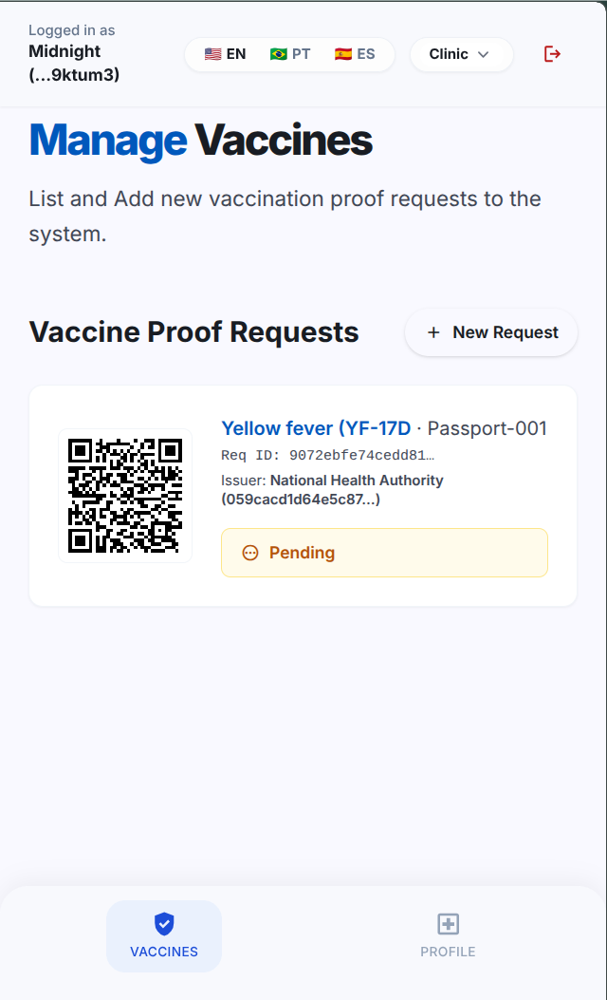 Logged in as
Midnight
(...9ktum3)
🇺🇸 EN 🇧🇷 PT 🇪🇸 ES
Clinic
Manage Vaccines
List and Add new vaccination proof requests to the
system.
Vaccine Proof Requests
+ New Request
Yellow fever (YF-17D · Passport-001
Req ID: 9072ebfe74cedd81…
Issuer: National Health Authority
(059cacd1d64e5c87...)
Pending
VACCINES
PROFILE